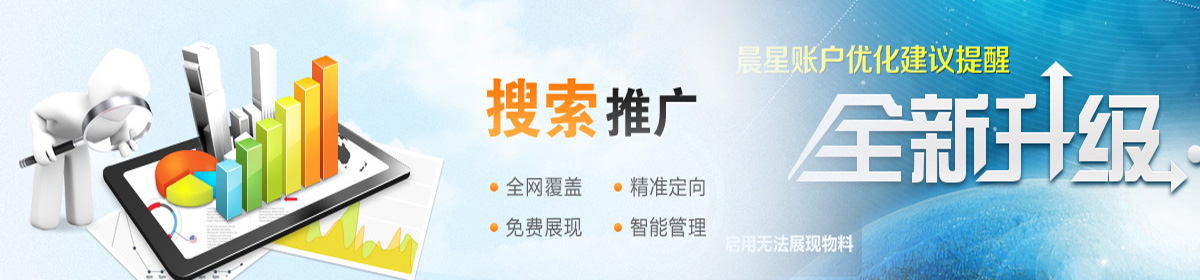 搜索推广
全网覆盖
精准定向
免费展现
智能管理
晨星账户优化建议提醒
全新升级
启用无法展现物料